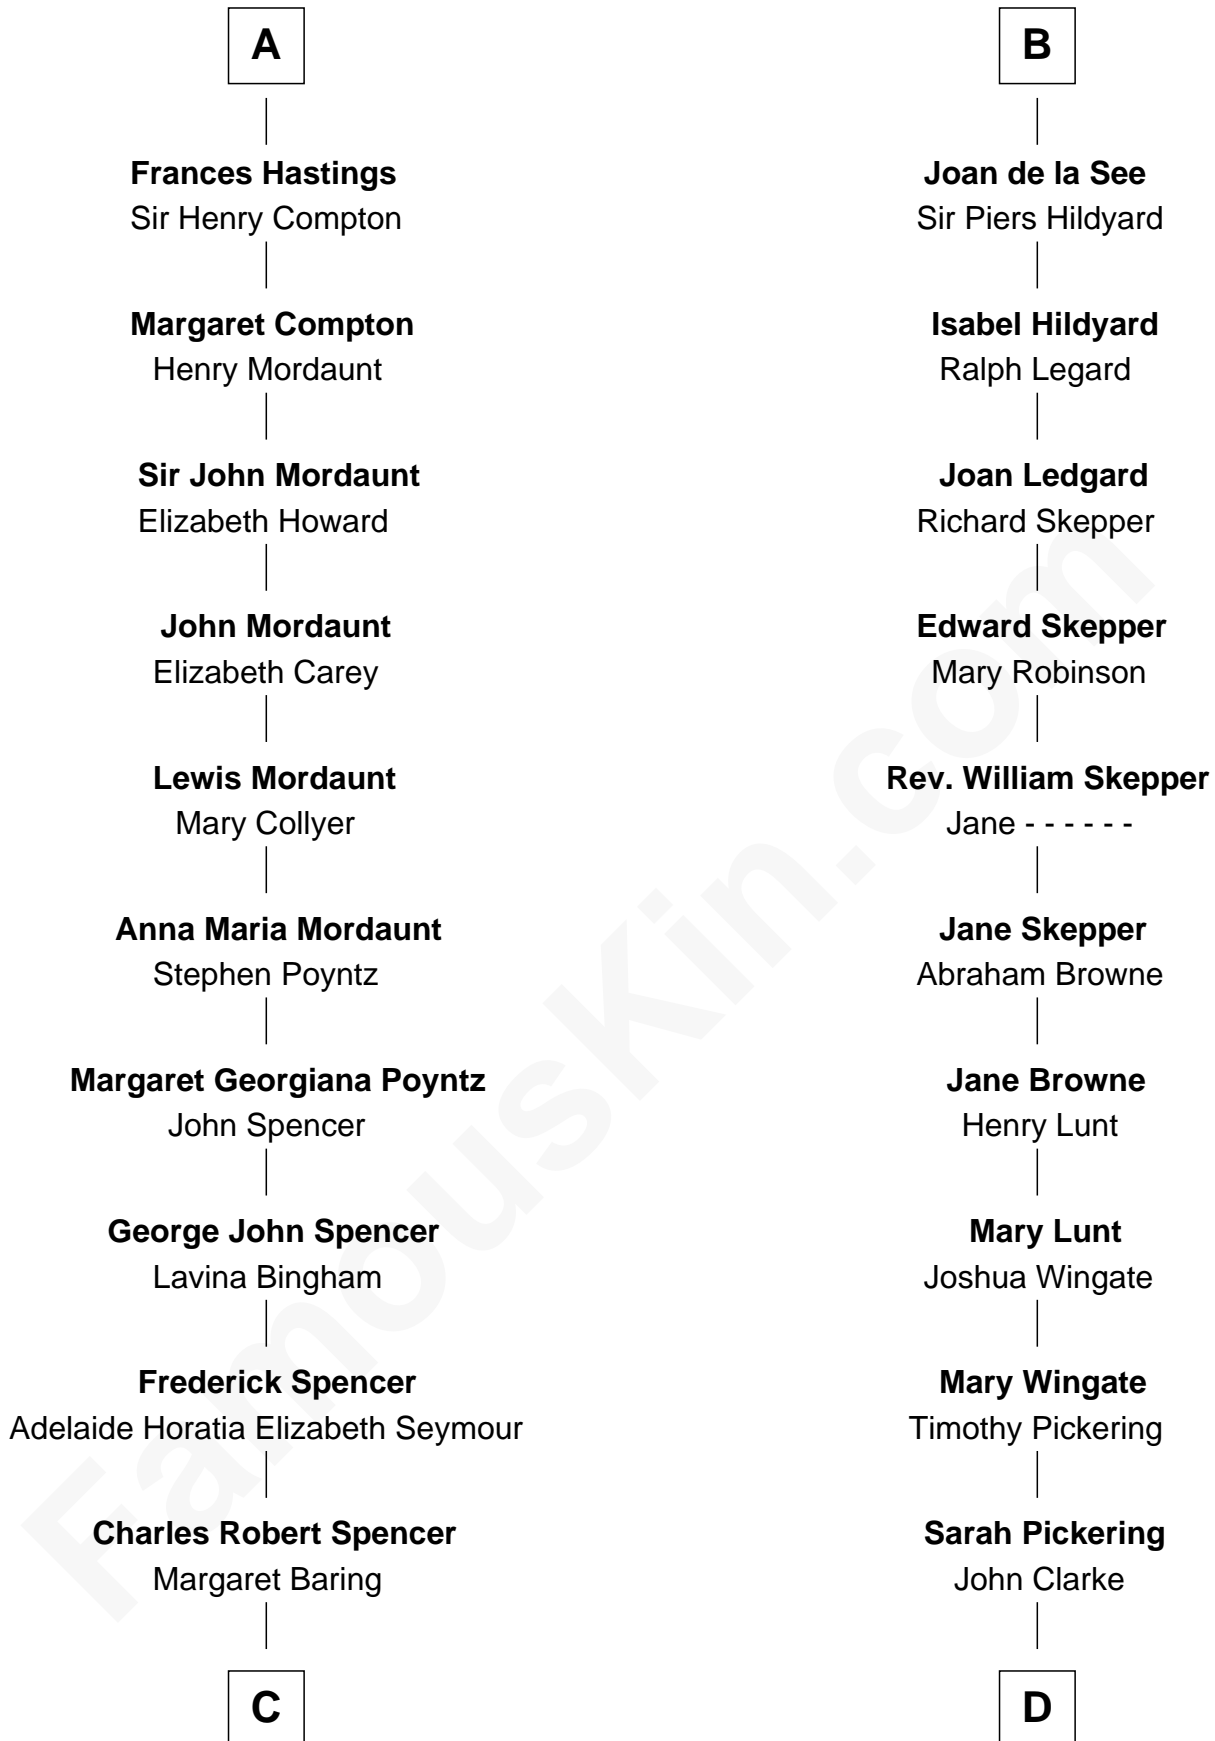 A
Frances Hastings
Sir Henry Compton
Margaret Compton
Henry Mordaunt
Sir John Mordaunt
Elizabeth Howard
John Mordaunt
Elizabeth Carey
Lewis Mordaunt
Mary Collyer
Anna Maria Mordaunt
Stephen Poyntz
Margaret Georgiana Poyntz
John Spencer
George John Spencer
Lavina Bingham
Frederick Spencer
Adelaide Horatia Elizabeth Seymour
Charles Robert Spencer
Margaret Baring
C
B
Joan de la See
Sir Piers Hildyard
Isabel Hildyard
Ralph Legard
Joan Ledgard
Richard Skepper
Edward Skepper
Mary Robinson
Rev. William Skepper
Jane - - - - - -
Jane Skepper
Abraham Browne
Jane Browne
Henry Lunt
Mary Lunt
Joshua Wingate
Mary Wingate
Timothy Pickering
Sarah Pickering
John Clarke
D
FamousKin.com